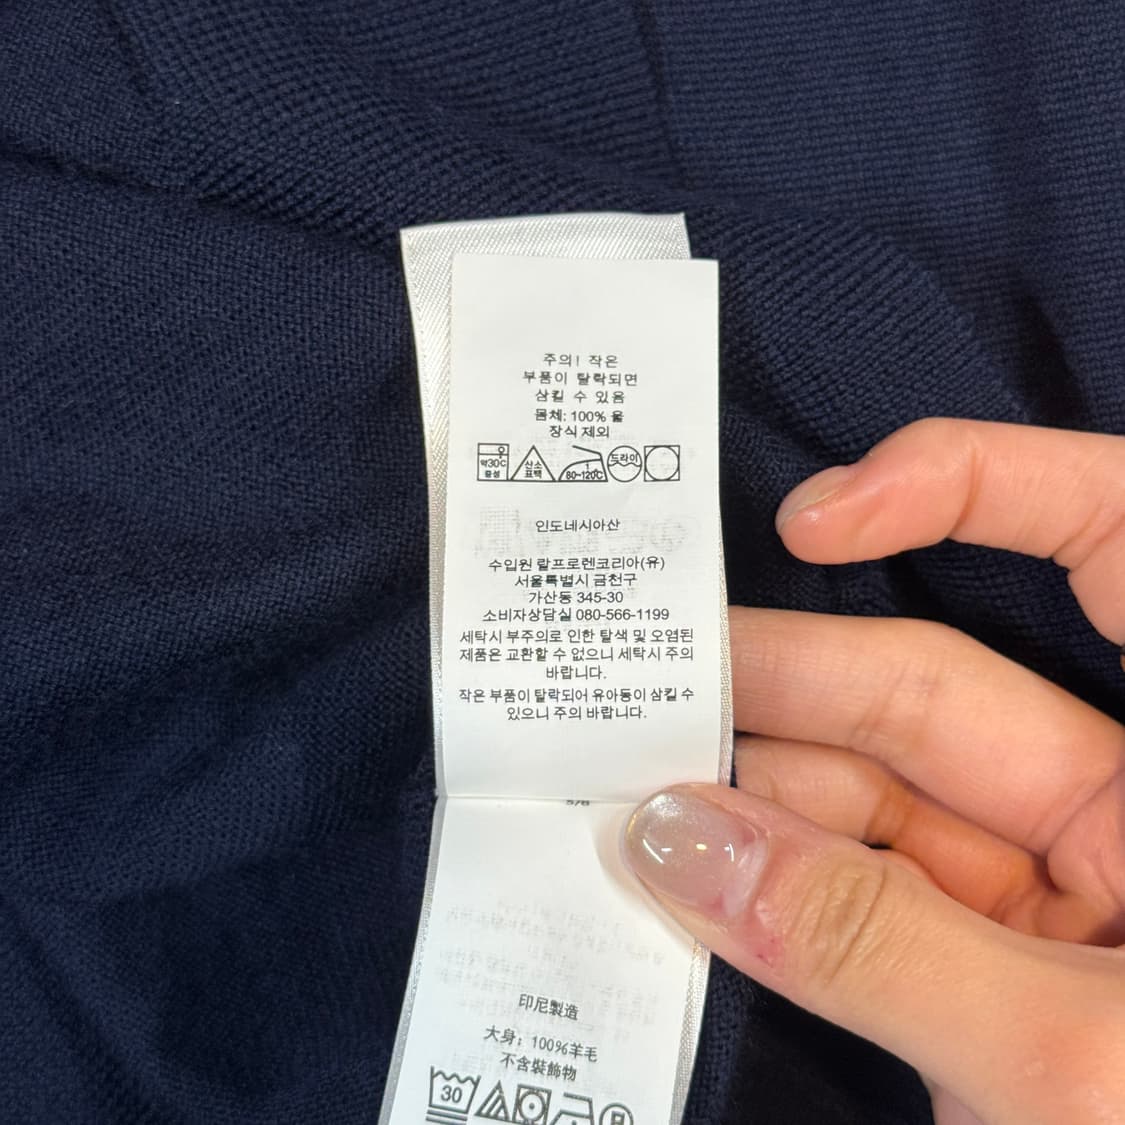 주의! 작은
부품이 탈락되면
삼킬 수 있음
몸체: 100% 울
장식 제외
약30℃ 중성
산소 표백
1 80~120℃
드라이
인도네시아산
수입원 랄프로렌코리아(유)
서울특별시 금천구
가산동 345-30
소비자상담실 080-566-1199
세탁시 부주의로 인한 탈색 및 오염된
제품은 교환할 수 없으니 세탁시 주의
바랍니다.
작은 부품이 탈락되어 유아동이 삼킬 수
있으니 주의 바랍니다.
5/6
印尼製造
大身：100%羊毛
不含裝飾物
30